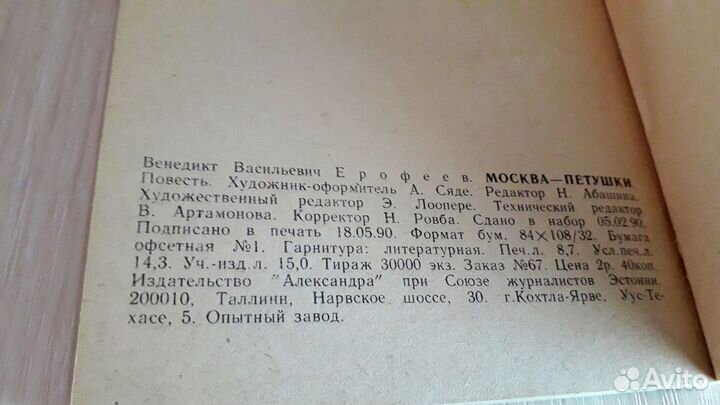 Венедикт Васильевич Ерофеев. МОСКВА—ПЕТУШКИ.
Повесть. Художник-оформитель А. Сяде. Редактор Н. Абашина.
Художественный редактор Э. Лоопере. Технический редактор
В. Артамонова. Корректор Н. Ровба. Сдано в набор 05.02.90.
Подписано в печать 18.05.90. Формат бум. 84×108/32. Бумага
офсетная №1. Гарнитура: литературная. Печ.л. 8,7. Усл.печ.л.
14,3. Уч.-изд.л. 15,0. Тираж 30000 экз. Заказ №67. Цена 2р. 40коп.
Издательство "Александра" при Союзе журналистов Эстонии.
200010, Таллинн, Нарвское шоссе, 30. г.Кохтла-Ярве, Уус-Те-
хасе, 5. Опытный завод.
Avito